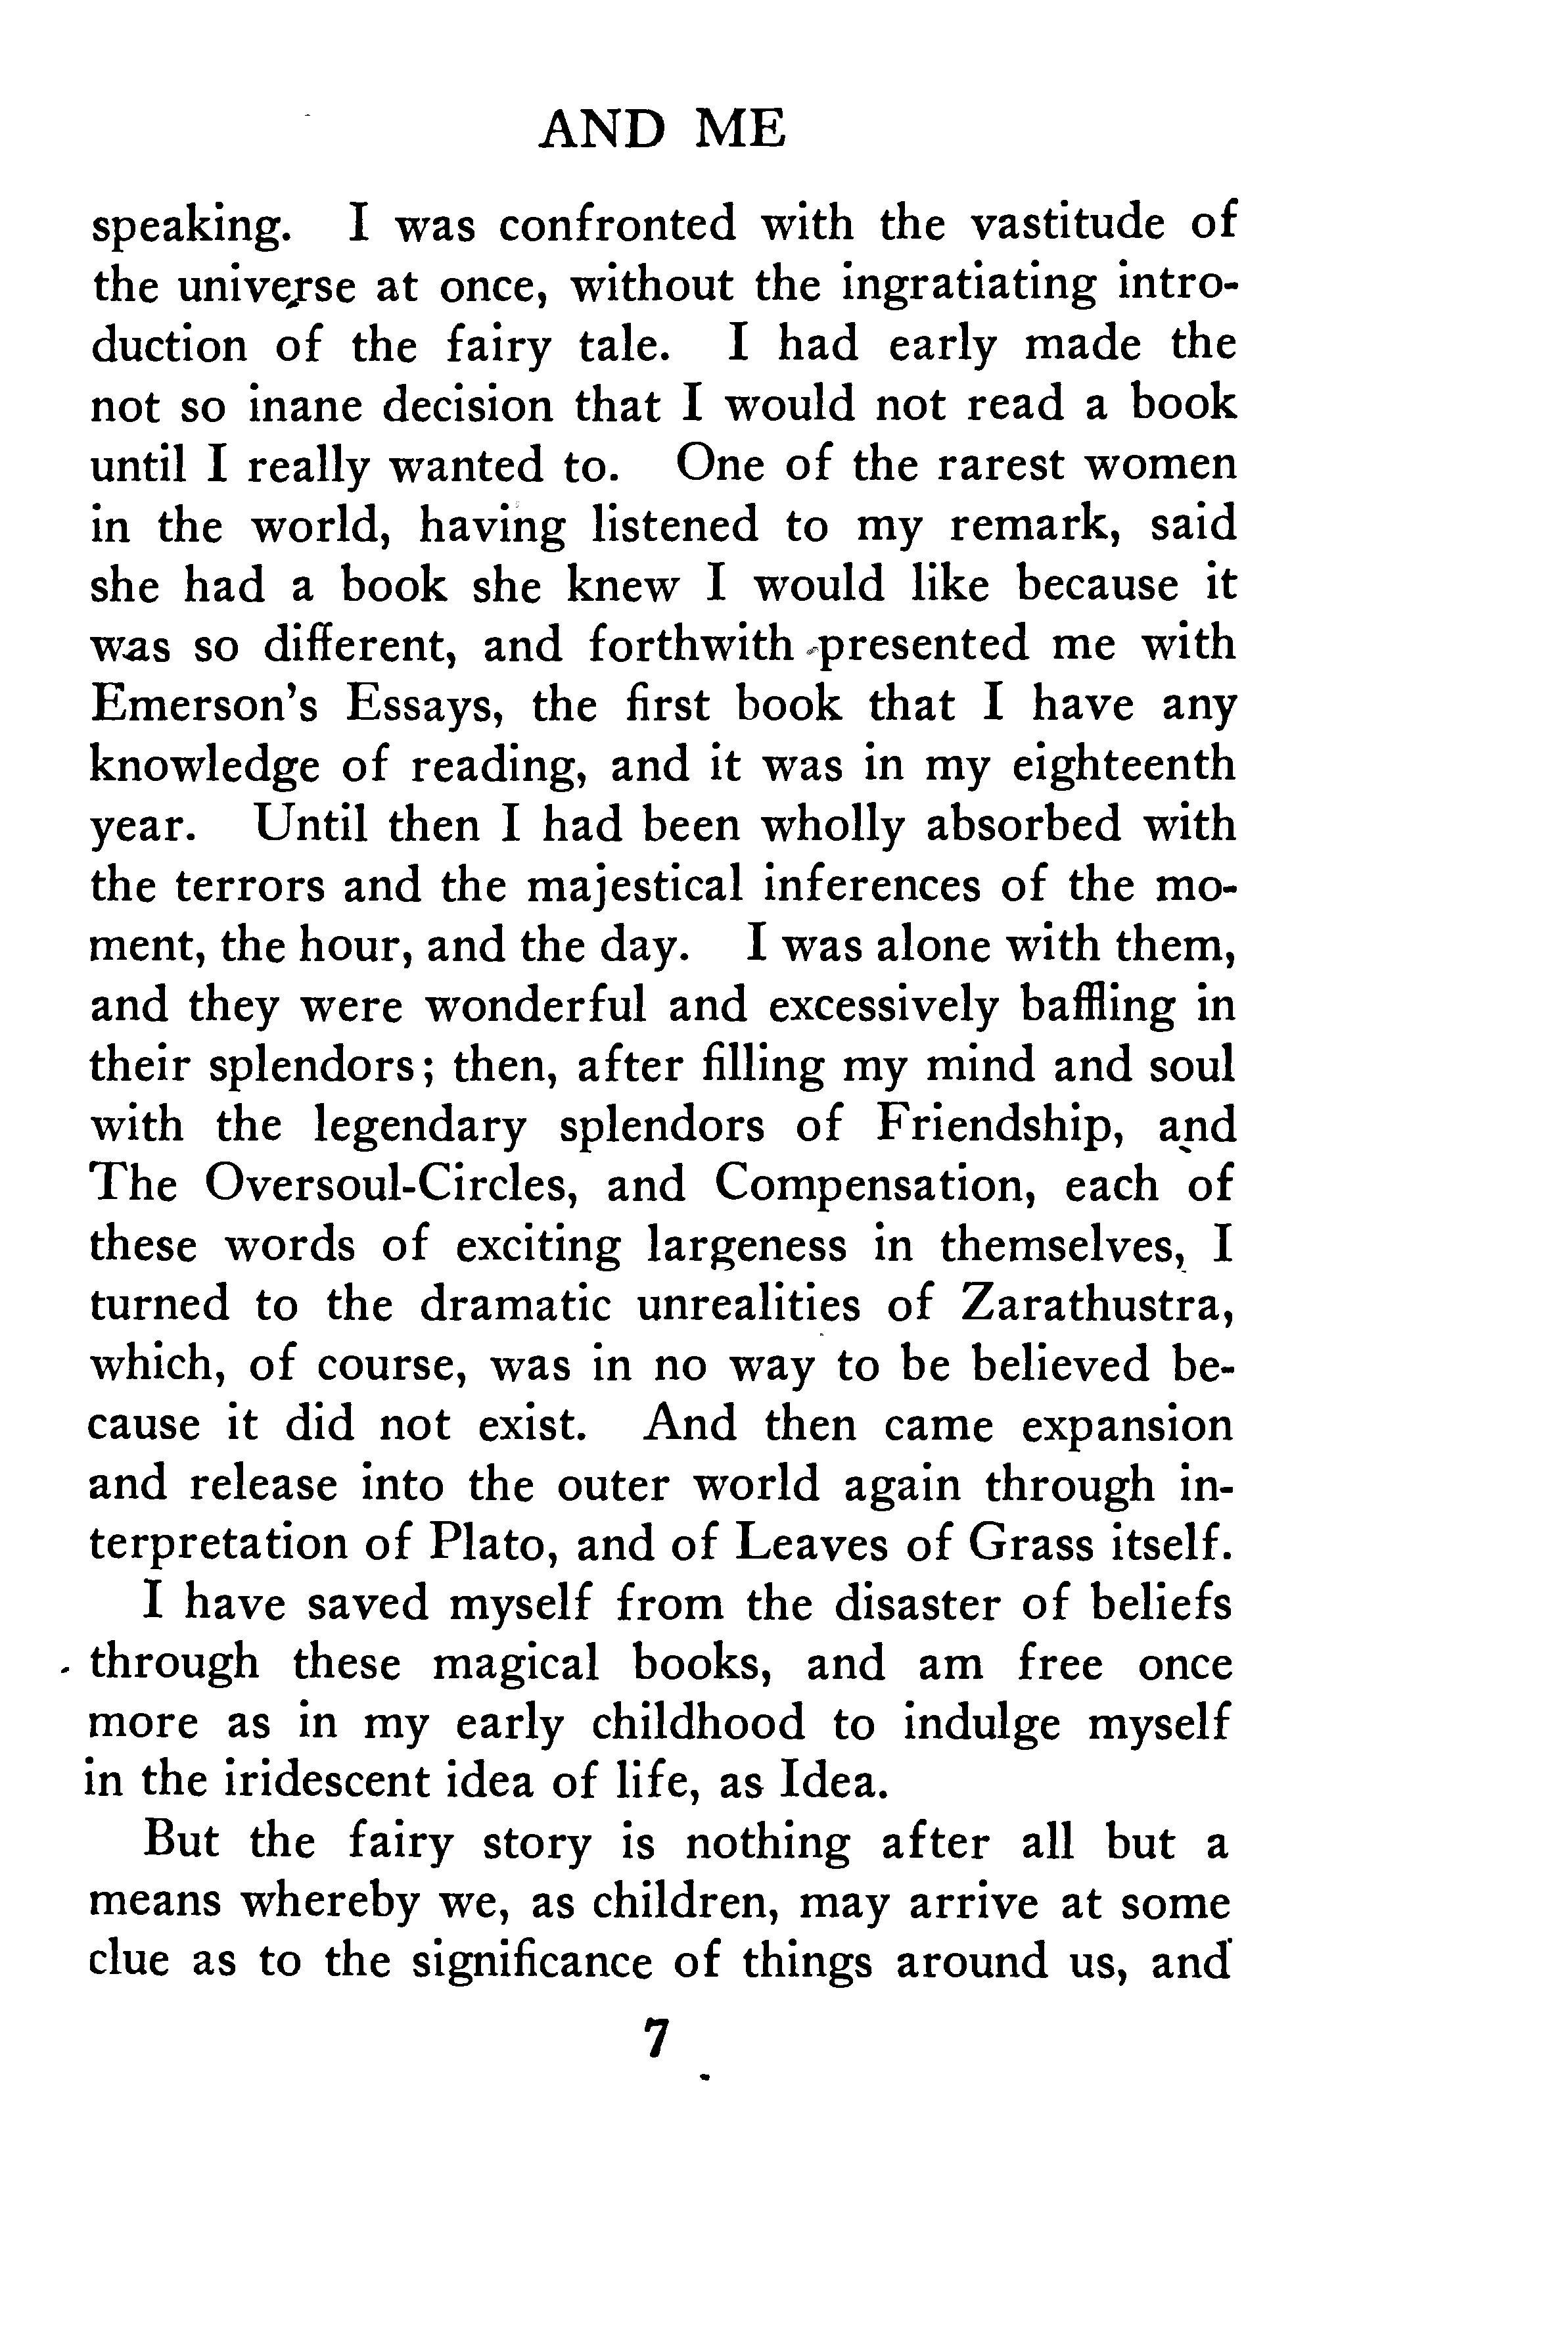 AND ME
speaking. I was confronted with the vastitude of
the universe at once, without the ingratiating intro-
duction of the fairy tale. I had early made the
not so inane decision that I would not read a book
until I really wanted to. One of the rarest women
in the world, having listened to my remark, said
she had a book she knew I would like because it
was so different, and forthwith presented me with
Emerson's Essays, the first book that I have any
knowledge of reading, and it was in my eighteenth
year. Until then I had been wholly absorbed with
the terrors and the majestical inferences of the mo-
ment, the hour, and the day. I was alone with them,
and they were wonderful and excessively baffling in
their splendors; then, after filling my mind and soul
with the legendary splendors of Friendship, and
The Oversoul-Circles, and Compensation, each of
these words of exciting largeness in themselves, I
turned to the dramatic unrealities of Zarathustra,
which, of course, was in no way to be believed be-
cause it did not exist. And then came expansion
and release into the outer world again through in-
terpretation of Plato, and of Leaves of Grass itself.
I have saved myself from the disaster of beliefs
through these magical books, and am free once
more as in my early childhood to indulge myself
in the iridescent idea of life, as Idea.
But the fairy story is nothing after all but a
means whereby we, as children, may arrive at some
clue as to the significance of things around us, and
7